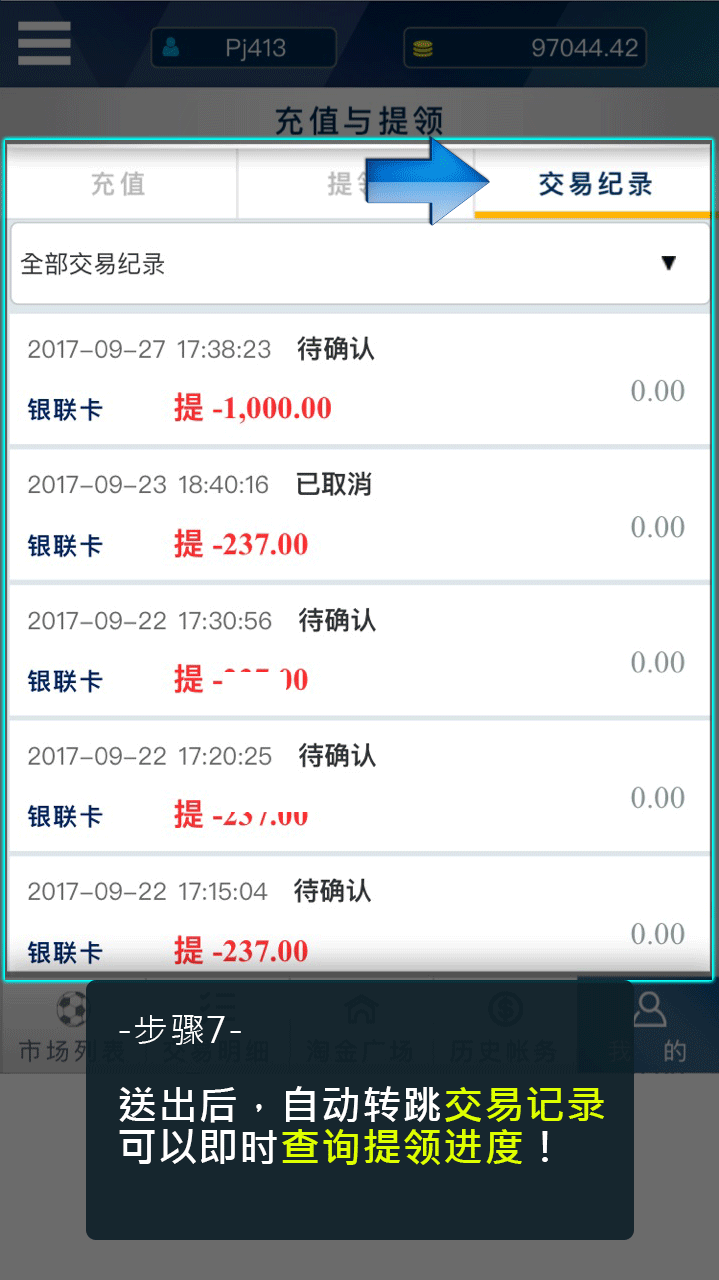 Pj413 97044.42
充值与提领
充值 提 交易纪录
全部交易纪录 ▼
2017-09-27 17:38:23 待确认
0.00
银联卡 提 -1,000.00
2017-09-23 18:40:16 已取消
0.00
银联卡 提 -237.00
2017-09-22 17:30:56 待确认
0.00
银联卡 提
2017-09-22 17:20:25 待确认
0.00
银联卡 提 -237.00
2017-09-22 17:15:04 待确认
0.00
银联卡 提 -237.00
市场列表 交易明细 淘金广场 历史帐务 我的
-步骤7-
送出后，自动转跳交易记录
可以即时查询提领进度！